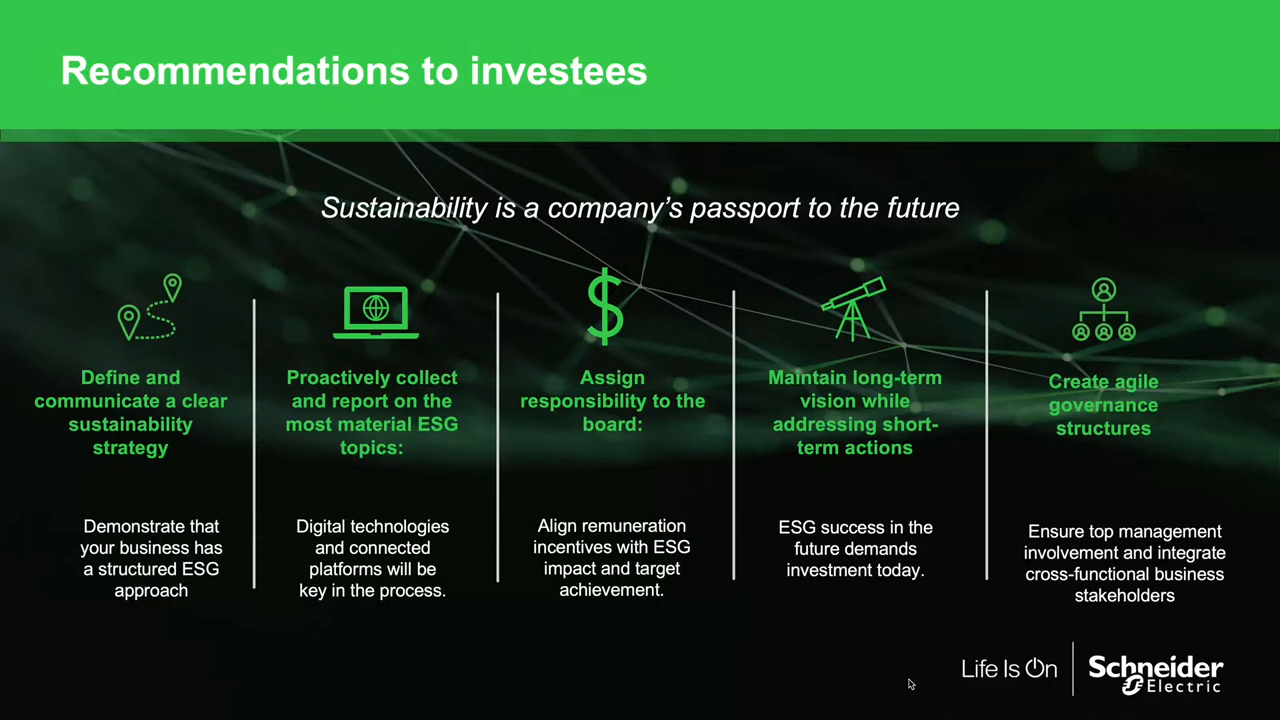 Recommendations to investees
Sustainability is a company’s passport to the future
Define and
communicate a clear
sustainability
strategy
Demonstrate that
your business has
a structured ESG
approach
Proactively collect
and report on the
most material ESG
topics:
Digital technologies
and connected
platforms will be
key in the process.
Assign
responsibility to the
board:
Align remuneration
incentives with ESG
impact and target
achievement.
Maintain long-term
vision while
addressing short-
term actions
ESG success in the
future demands
investment today.
Create agile
governance
structures
Ensure top management
involvement and integrate
cross-functional business
stakeholders
Life Is On
Schneider
Electric